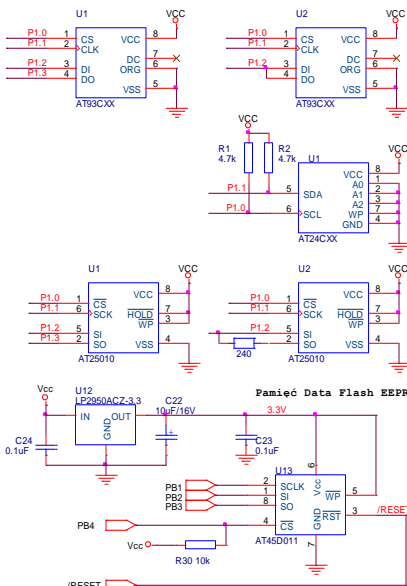 U1 VCC U2 VCC
P1.0 1 CS VCC 8 P1.0 1 CS VCC 8
P1.1 2 CLK P1.1 2 CLK
DC 7 DC 7
P1.2 3 DI ORG 6 P1.2 3 DI ORG 6
P1.3 4 DO 4 DO
VSS 5 VSS 5
AT93CXX AT93CXX
VCC
R1 R2 VCC
4.7k 4.7k U1
VCC 8
A0 1
P1.1 5 SDA A1 2
A2 3
P1.0 6 SCL WP 7
GND 4
AT24CXX
U1 VCC U2 VCC
P1.0 1 CS VCC 8 P1.0 1 CS VCC 8
P1.1 6 SCK HOLD 7 P1.1 6 SCK HOLD 7
WP 3 WP 3
P1.2 5 SI P1.2 5 SI
P1.3 2 SO VSS 4 2 SO VSS 4
AT25010 240 AT25010
Pamięć Data Flash EEPR
Vcc U12
LP2950ACZ-3,3 C22
10uF/16V 3.3V
IN OUT
GND
C24 C23
0.1uF 0.1uF
U13
6
PB1 2 SCLK Vcc WP 5
PB2 1 SI
PB3 8 SO GND RST 3 /RESET
PB4 4 CS
AT45D011
7
Vcc
R30 10k
/RESET